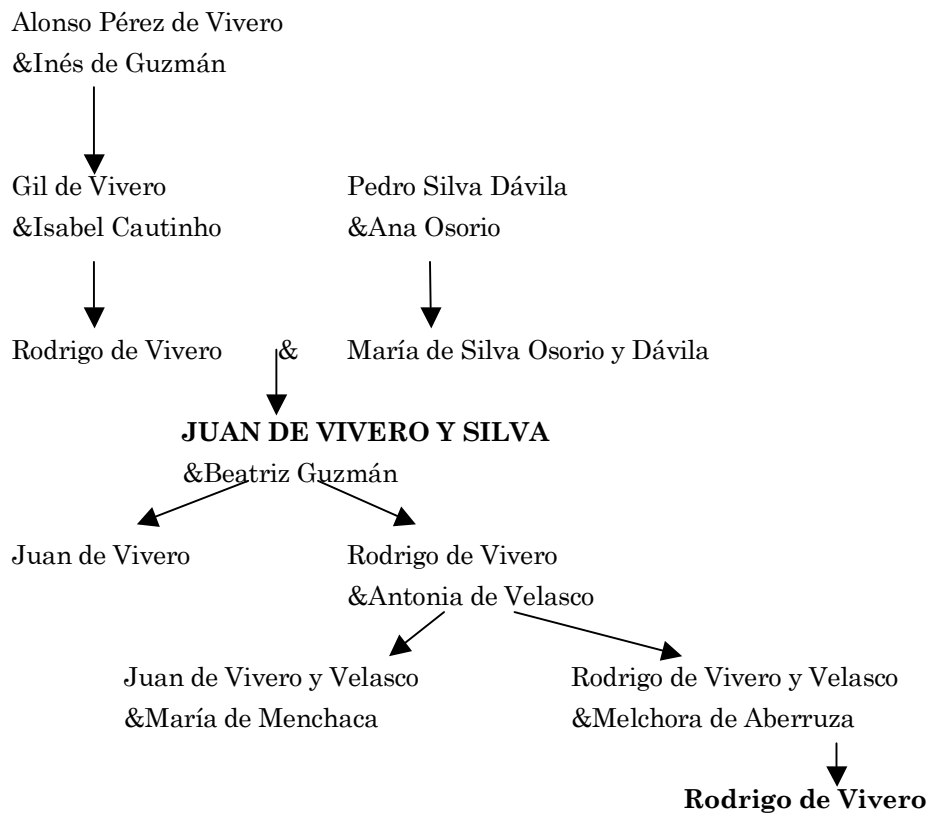 Alonso Pérez de Vivero
&Inés de Guzmán
Gil de Vivero Pedro Silva Dávila
&Isabel Cautinho &Ana Osorio
Rodrigo de Vivero & María de Silva Osorio y Dávila
JUAN DE VIVERO Y SILVA
&Beatriz Guzmán
Juan de Vivero Rodrigo de Vivero
&Antonia de Velasco
Juan de Vivero y Velasco Rodrigo de Vivero y Velasco
&María de Menchaca &Melchora de Aberruza
Rodrigo de Vivero